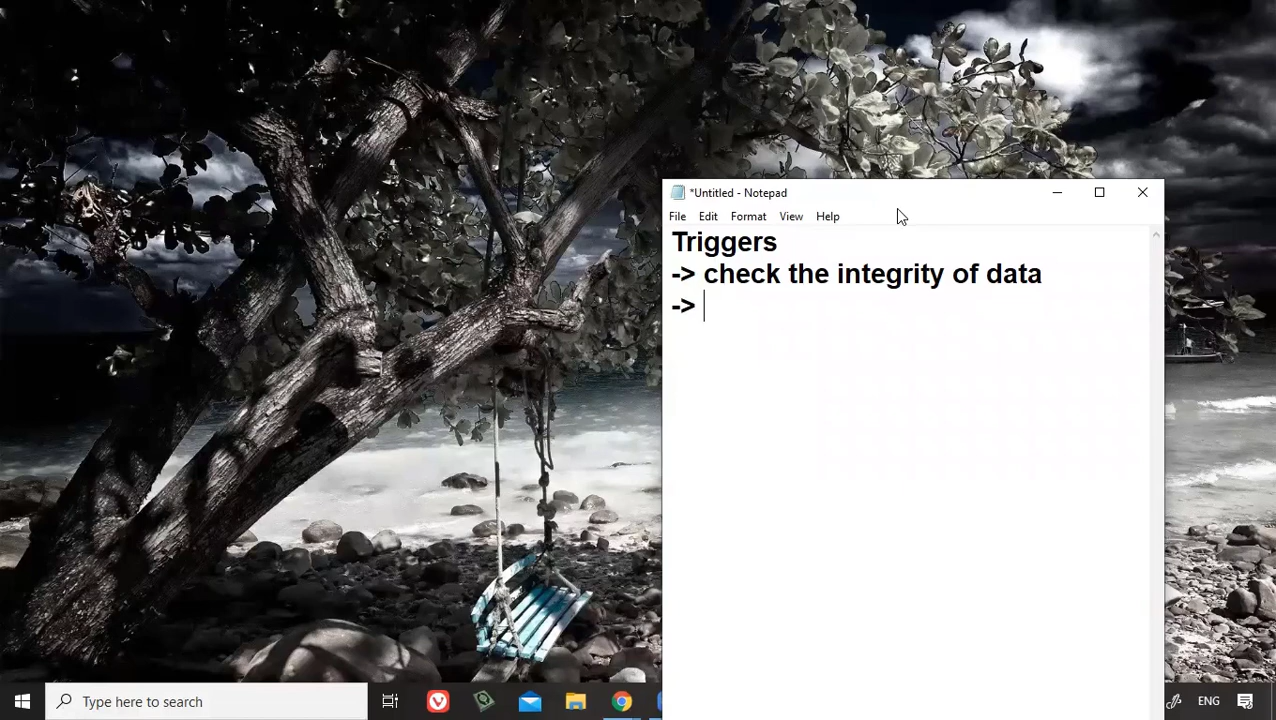 *Untitled - Notepad
File Edit Format View Help
Triggers
-> check the integrity of data
->
Type here to search
ENG